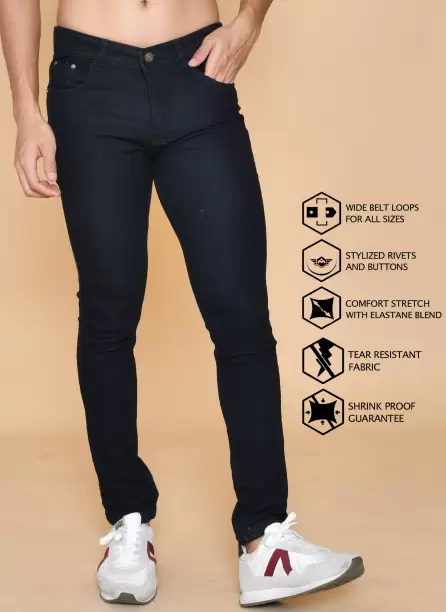 WIDE BELT LOOPS
FOR ALL SIZES
STYLIZED RIVETS
AND BUTTONS
COMFORT STRETCH
WITH ELASTANE BLEND
TEAR RESISTANT
FABRIC
SHRINK PROOF
GUARANTEE